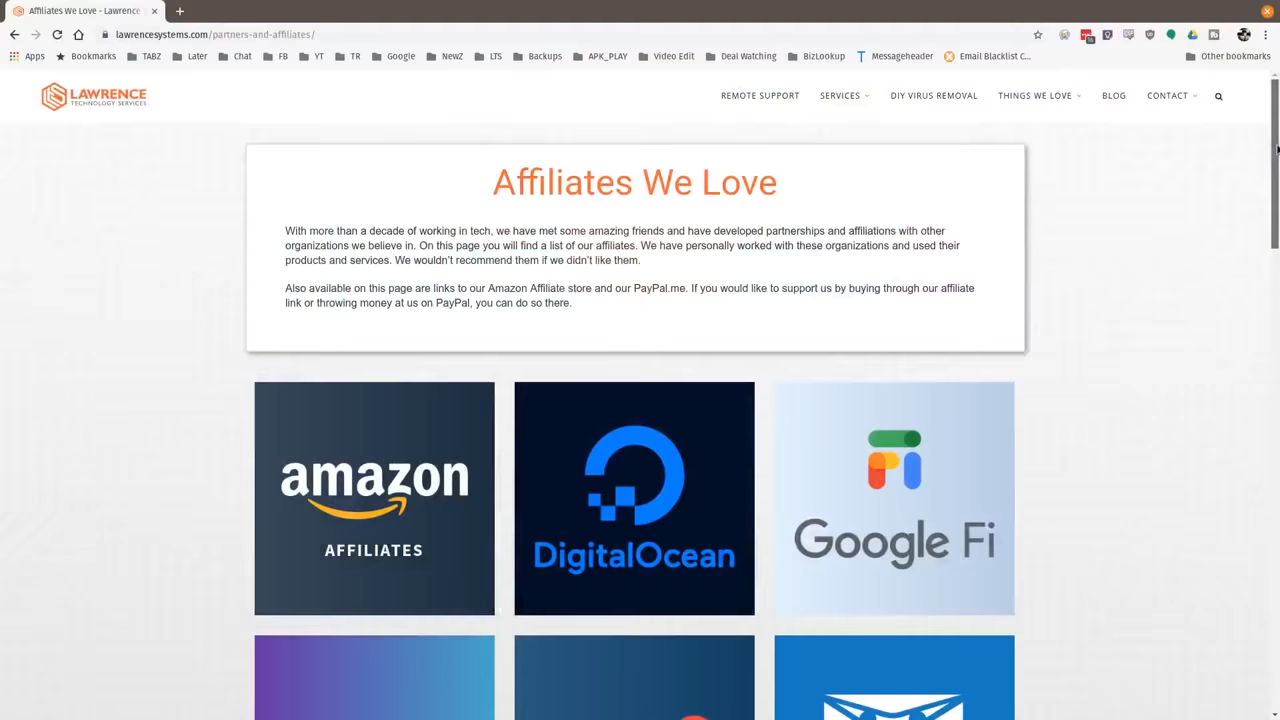 Affiliates We Love - Lawrence
lawrencesystems.com/partners-and-affiliates/
Apps Bookmarks TABZ Later Chat FB YT TR Google NewZ LTS Backups APK_PLAY Video Edit Deal Watching BizLookup MessageHeader Email Blacklist C... Other bookmarks
LAWRENCE
TECHNOLOGY SERVICES
REMOTE SUPPORT SERVICES DIY VIRUS REMOVAL THINGS WE LOVE BLOG CONTACT
Affiliates We Love
With more than a decade of working in tech, we have met some amazing friends and have developed partnerships and affiliations with other
organizations we believe in. On this page you will find a list of our affiliates. We have personally worked with these organizations and used their
products and services. We wouldn't recommend them if we didn't like them.
Also available on this page are links to our Amazon Affiliate store and our PayPal.me. If you would like to support us by buying through our affiliate
link or throwing money at us on PayPal, you can do so there.
amazon
AFFILIATES
DigitalOcean
Google Fi